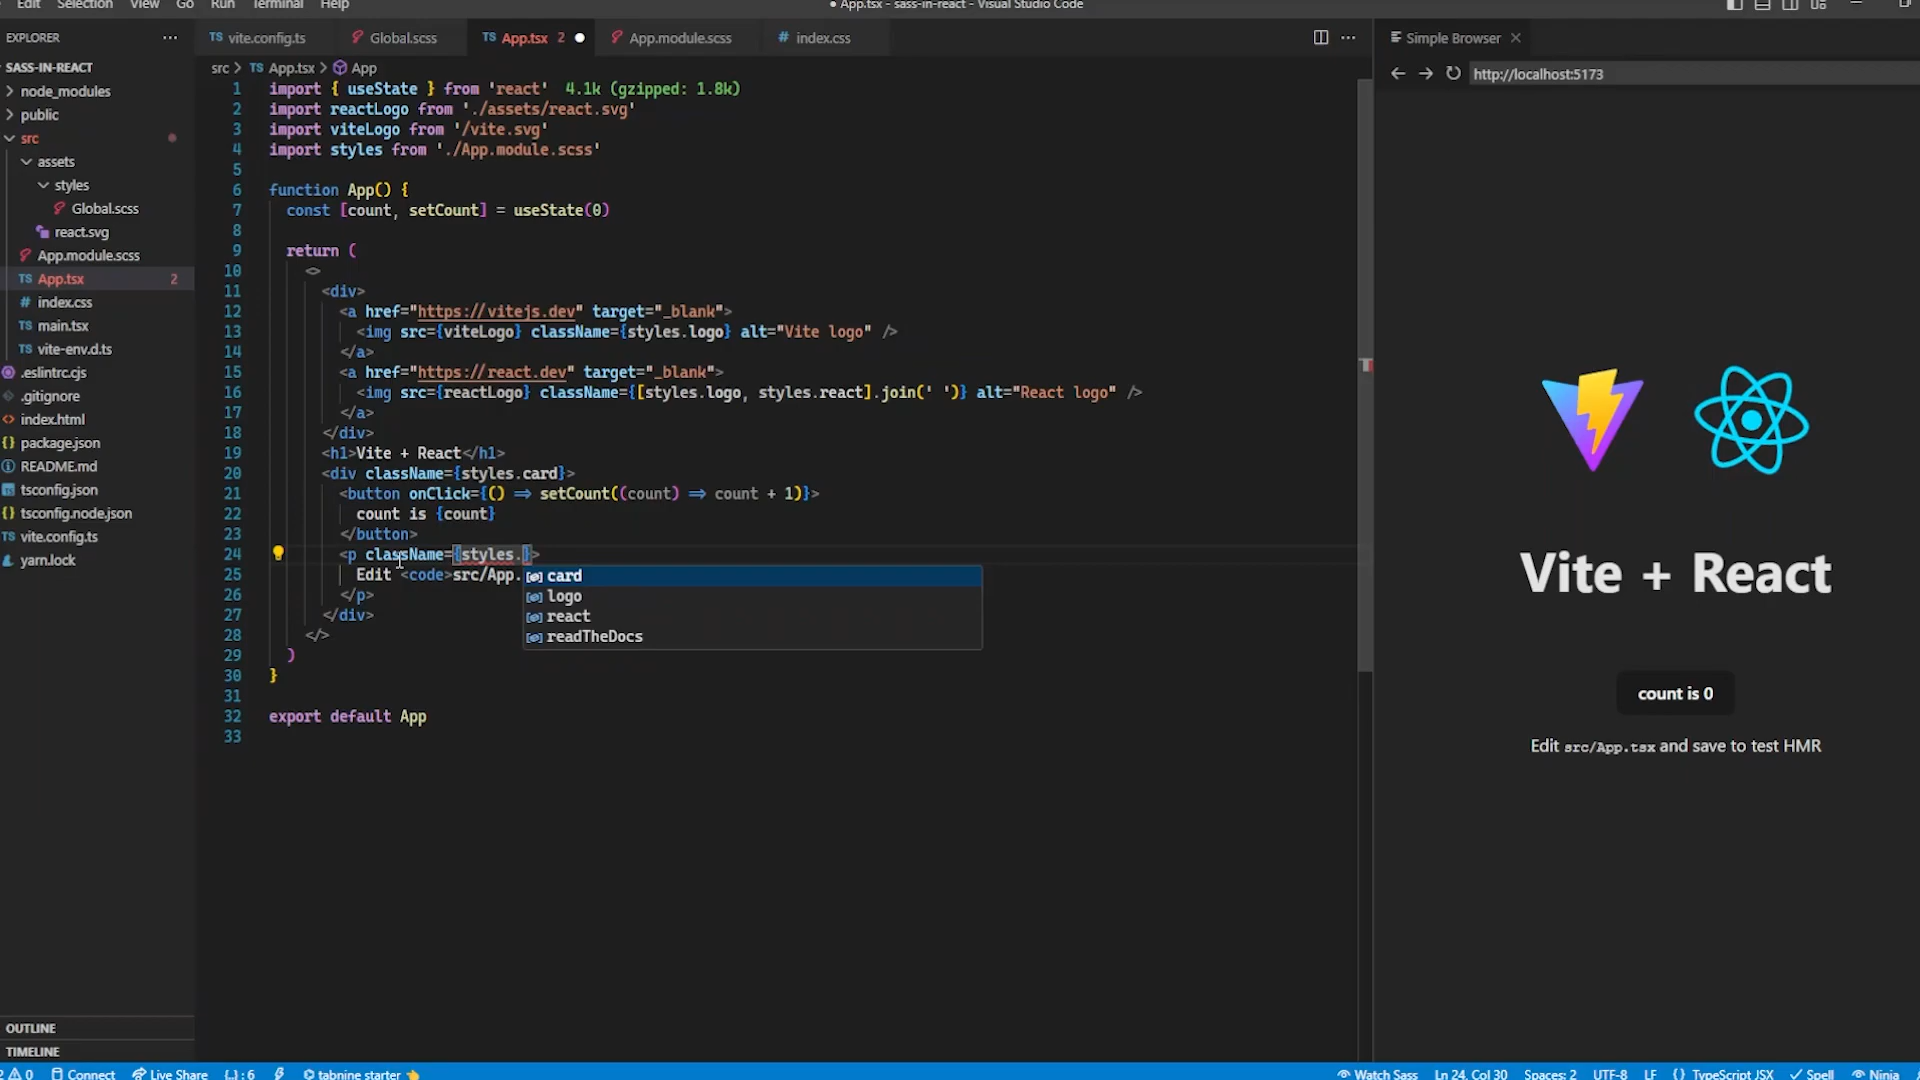 Edit Selection View Go Run Terminal Help
● App.tsx - sass-in-react - Visual Studio Code
EXPLORER ···
SASS-IN-REACT
node_modules
public
src
assets
styles
Global.scss
react.svg
App.module.scss
TS App.tsx 2
# index.css
TS main.tsx
TS vite-env.d.ts
.eslintrc.cjs
.gitignore
<> index.html
{} package.json
README.md
tsconfig.json
{} tsconfig.node.json
TS vite.config.ts
yarn.lock
OUTLINE
TIMELINE
TS vite.config.ts
Global.scss
TS App.tsx 2 ●
App.module.scss
# index.css
src > TS App.tsx > App
1 import { useState } from 'react' 4.1k (gzipped: 1.8k)
2 import reactLogo from './assets/react.svg'
3 import viteLogo from '/vite.svg'
4 import styles from './App.module.scss'
5
6 function App() {
7 const [count, setCount] = useState(0)
8
9 return (
10 <>
11 <div>
12 <a href="https://vitejs.dev" target="_blank">
13 <img src={viteLogo} className={styles.logo} alt="Vite logo" />
14 </a>
15 <a href="https://react.dev" target="_blank">
16 <img src={reactLogo} className={[styles.logo, styles.react].join(' ')} alt="React logo" />
17 </a>
18 </div>
19 <h1>Vite + React</h1>
20 <div className={styles.card}>
21 <button onClick={() => setCount((count) => count + 1)}>
22 count is {count}
23 </button>
24 <p className={styles.}>
25 Edit <code>src/App.
26 </p>
27 </div>
28 </>
29 )
30 }
31
32 export default App
33
card
logo
react
readTheDocs
Simple Browser
http://localhost:5173
Vite + React
count is 0
Edit src/App.tsx and save to test HMR
2 0 Connect Live Share {..}: 6 tabnine starter Watch Sass Ln 24, Col 30 Spaces: 2 UTF-8 LF {} TypeScript JSX Spell Ninja